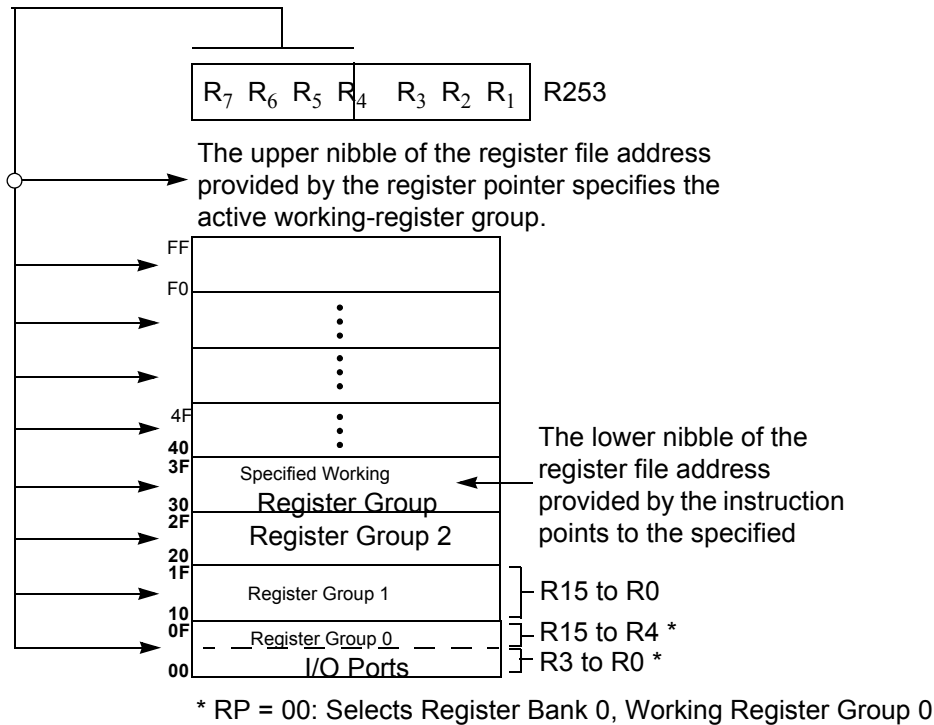 R7 R6 R5 R4 R3 R2 R1 R253
The upper nibble of the register file address
provided by the register pointer specifies the
active working-register group.
FF
F0
4F
40
3F
Specified Working
Register Group
30
2F
Register Group 2
20
1F
Register Group 1
10
0F
Register Group 0
I/O Ports
00
The lower nibble of the
register file address
provided by the instruction
points to the specified
R15 to R0
R15 to R4 *
R3 to R0 *
* RP = 00: Selects Register Bank 0, Working Register Group 0